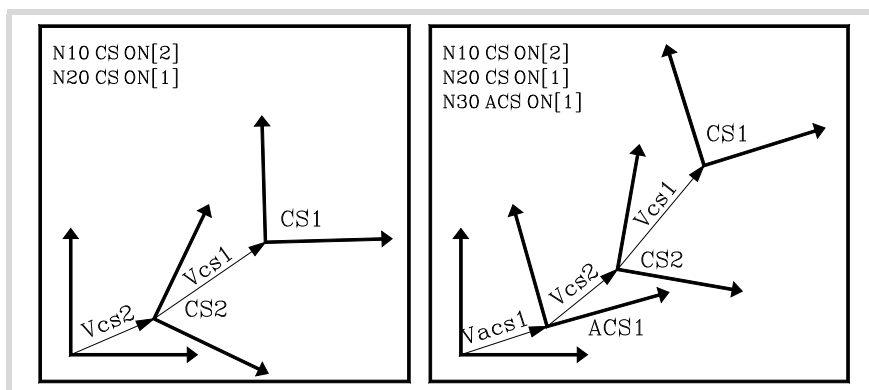 N10 CS ON[2]
N20 CS ON[1]
CS1
Vcs1
CS2
Vcs2
N10 CS ON[2]
N20 CS ON[1]
N30 ACS ON[1]
CS1
Vcs1
CS2
Vcs2
Vacs1
ACS1